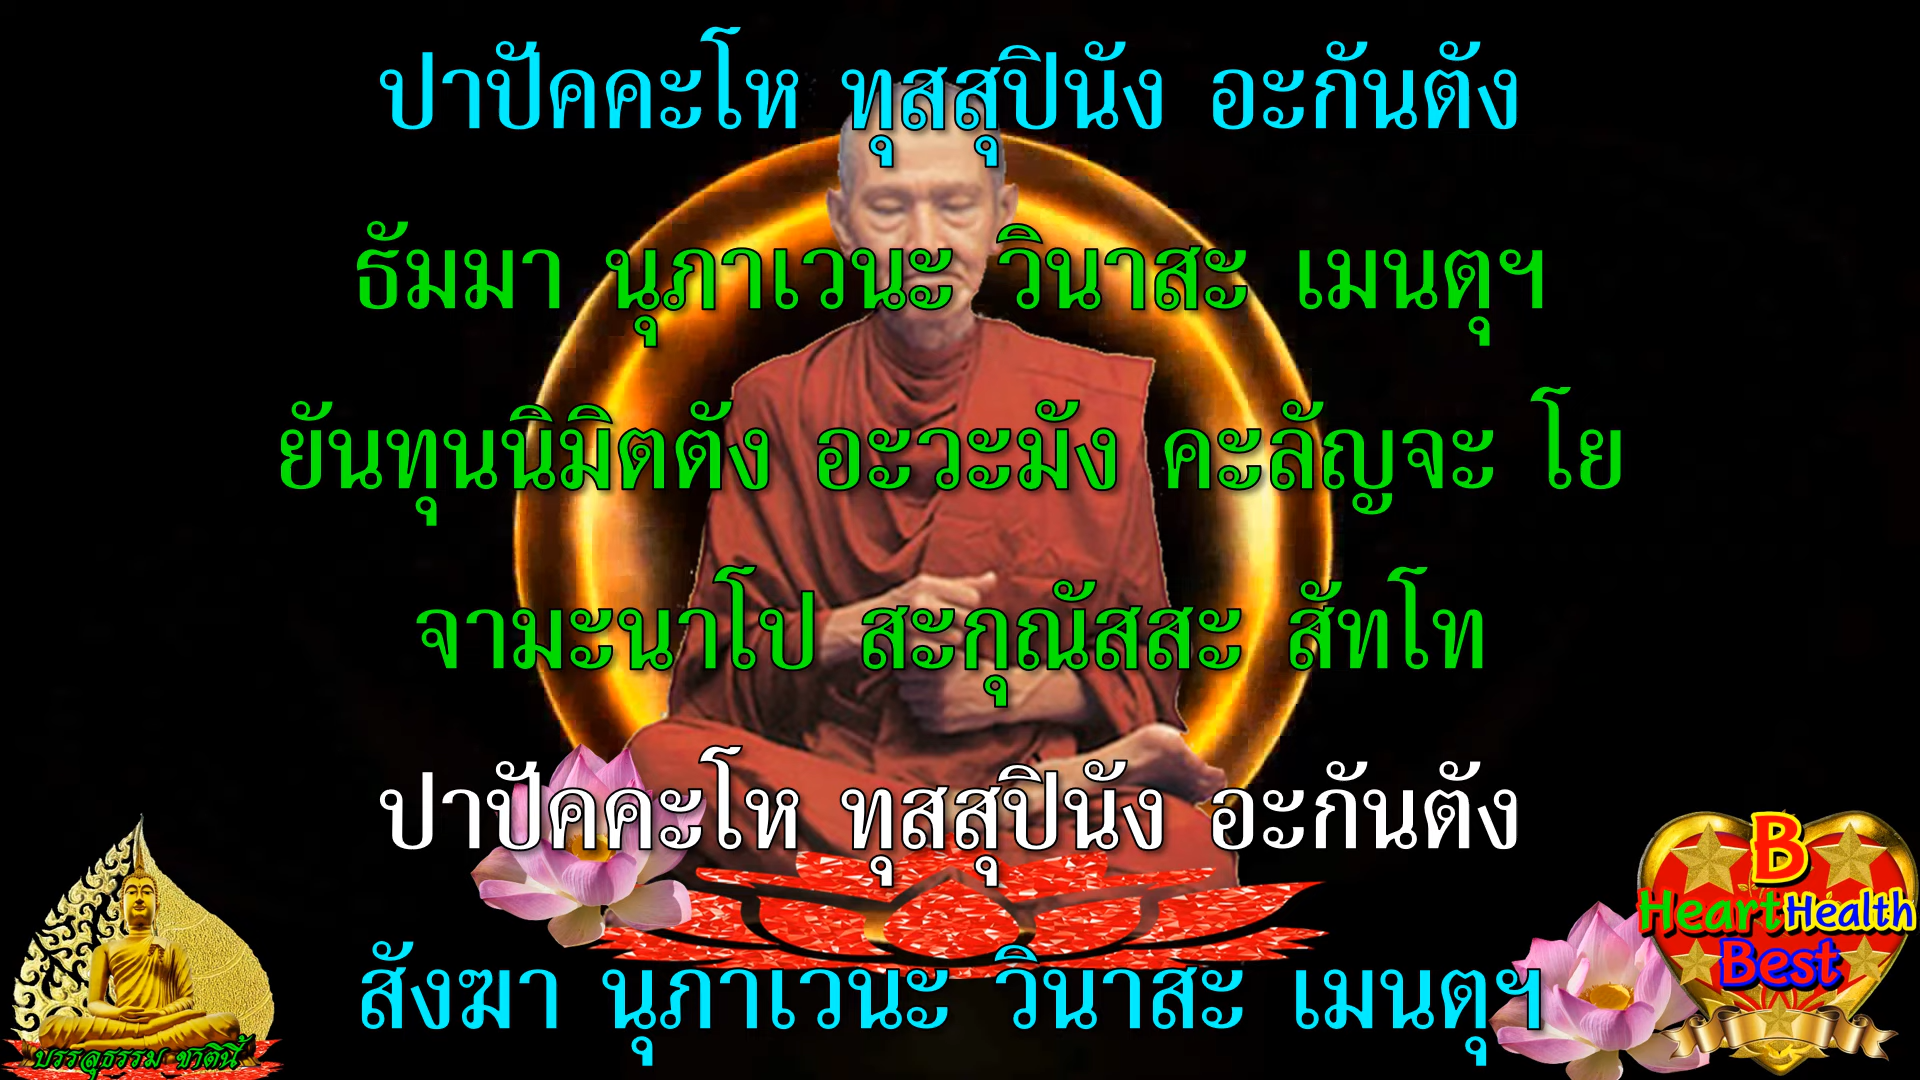 ปาปัคคะโห ทุสสุปินัง อะกันตัง
ธัมมา นุภาเวนะ วินาสะ เมนตุฯ
ยันทุนนิมิตตัง อะวะมัง คะลัญจะ โย
จามะนาโป สะกุณัสสะ สัทโท
ปาปัคคะโห ทุสสุปินัง อะกันตัง
สังฆา นุภาเวนะ วินาสะ เมนตุฯ
บรรลุธรรม ชาตินี้
B
Heart Health
Best